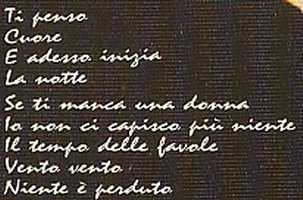 Ti penso
Cuore
E adesso inizia
La notte
Se ti manca una donna
Io non ci capisco più niente
Il tempo delle favole
Vento vento
Niente è perduto